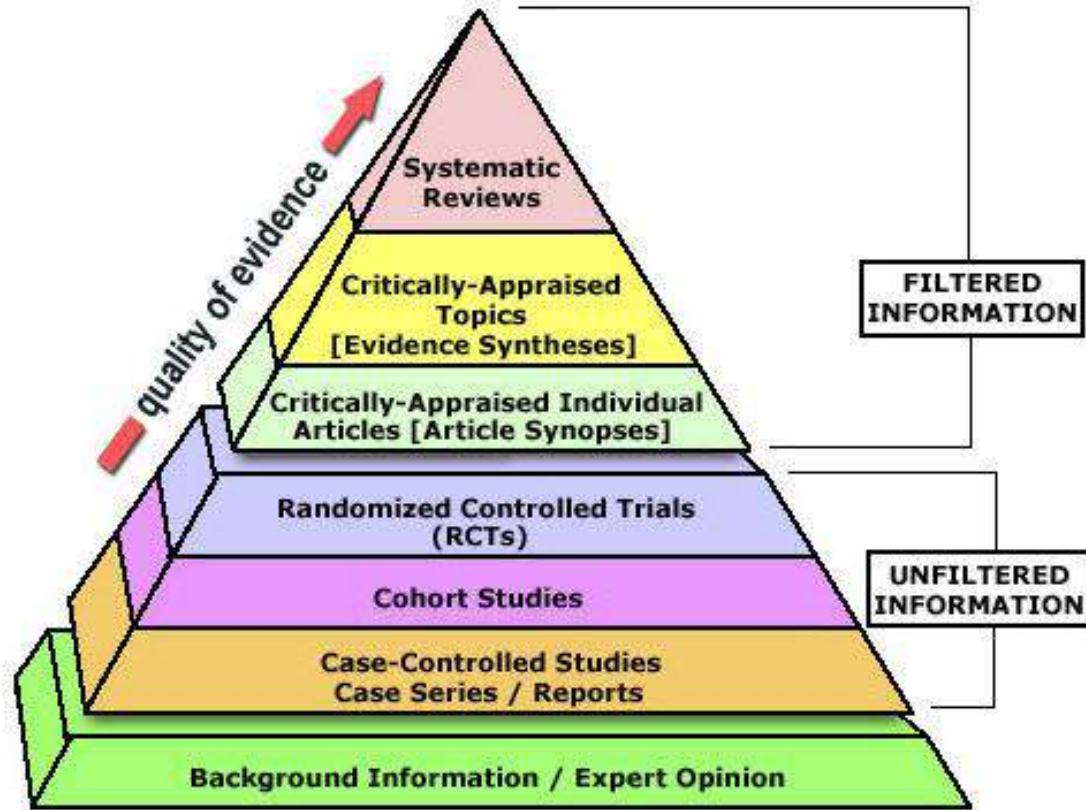 quality of evidence
Systematic
Reviews
Critically-Appraised
Topics
[Evidence Syntheses]
Critically-Appraised Individual
Articles [Article Synopses]
Randomized Controlled Trials
(RCTs)
Cohort Studies
Case-Controlled Studies
Case Series / Reports
Background Information / Expert Opinion
FILTERED
INFORMATION
UNFILTERED
INFORMATION